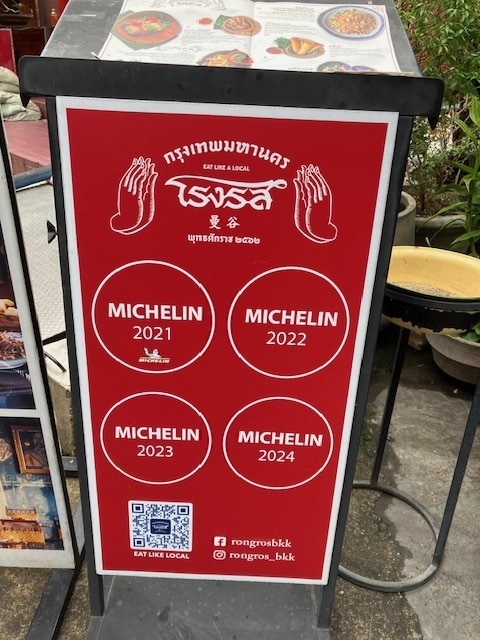 กรุงเทพมหานคร
EAT LIKE A LOCAL
โรงรส
曼谷
พุทธศักราช ๒๕๖๒
MICHELIN
2021
MICHELIN
MICHELIN
2022
MICHELIN
2023
MICHELIN
2024
EAT LIKE LOCAL
rongrosbkk
rongros_bkk